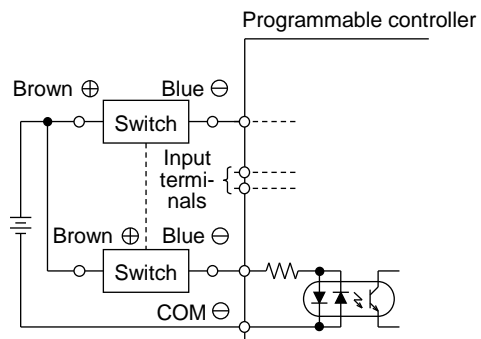 Programmable controller
Brown ⊕ Blue ⊖
Switch
Input
termi-
nals
Brown ⊕ Blue ⊖
Switch
COM ⊖